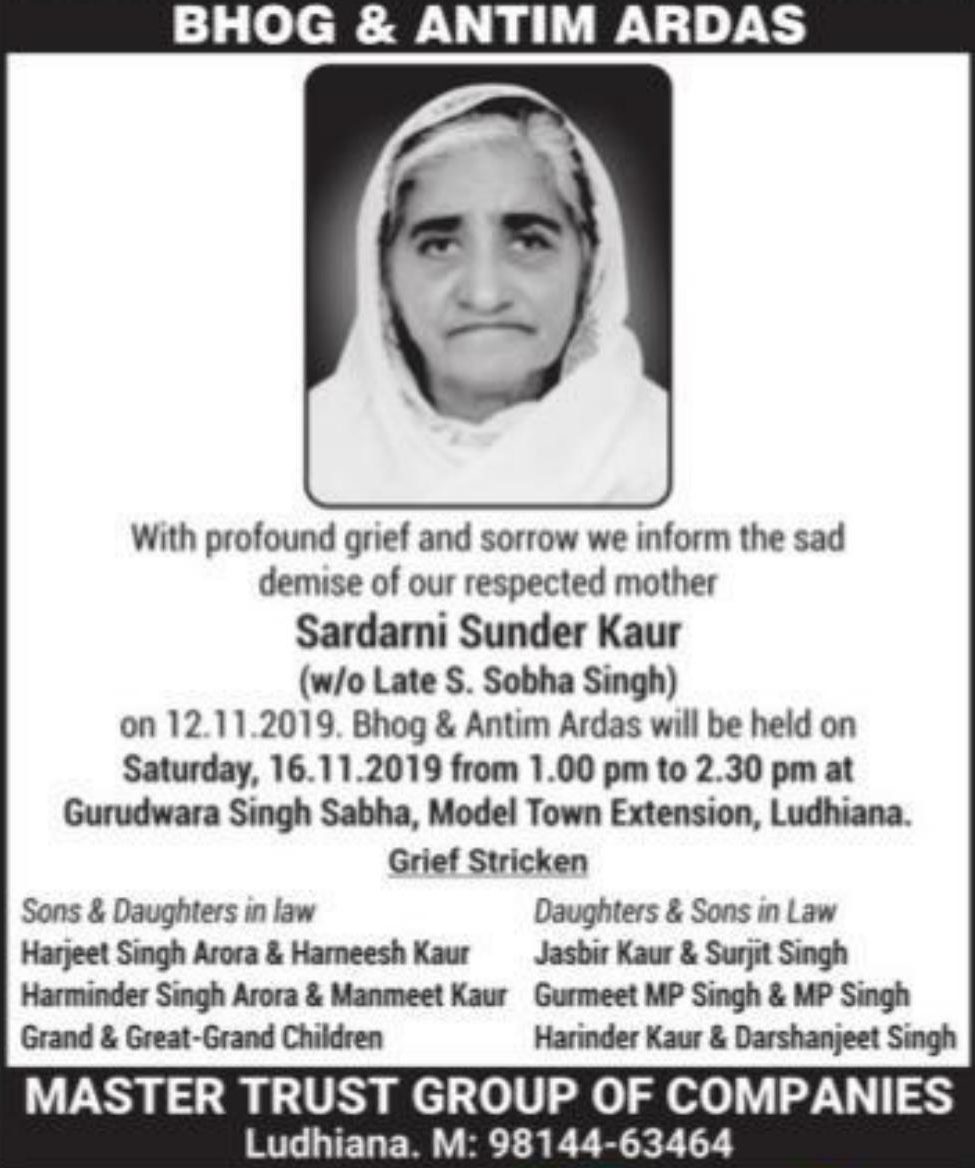 BHOG & ANTIM ARDAS
With profound grief and sorrow we inform the sad
demise of our respected mother
Sardarni Sunder Kaur
(w/o Late S. Sobha Singh)
on 12.11.2019. Bhog & Antim Ardas will be held on
Saturday, 16.11.2019 from 1.00 pm to 2.30 pm at
Gurudwara Singh Sabha, Model Town Extension, Ludhiana.
Grief Stricken
Sons & Daughters in law
Harjeet Singh Arora & Harneesh Kaur
Harminder Singh Arora & Manmeet Kaur
Grand & Great-Grand Children
Daughters & Sons in Law
Jasbir Kaur & Surjit Singh
Gurmeet MP Singh & MP Singh
Harinder Kaur & Darshanjeet Singh
MASTER TRUST GROUP OF COMPANIES
Ludhiana. M: 98144-63464